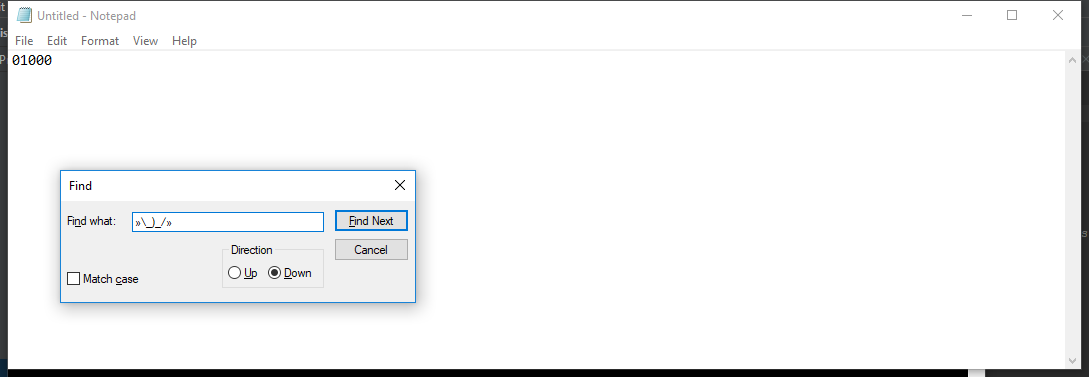 Untitled - Notepad
File Edit Format View Help
01000
Find
Find what: »\_)_/» Find Next
Direction Cancel
Up Down
Match case